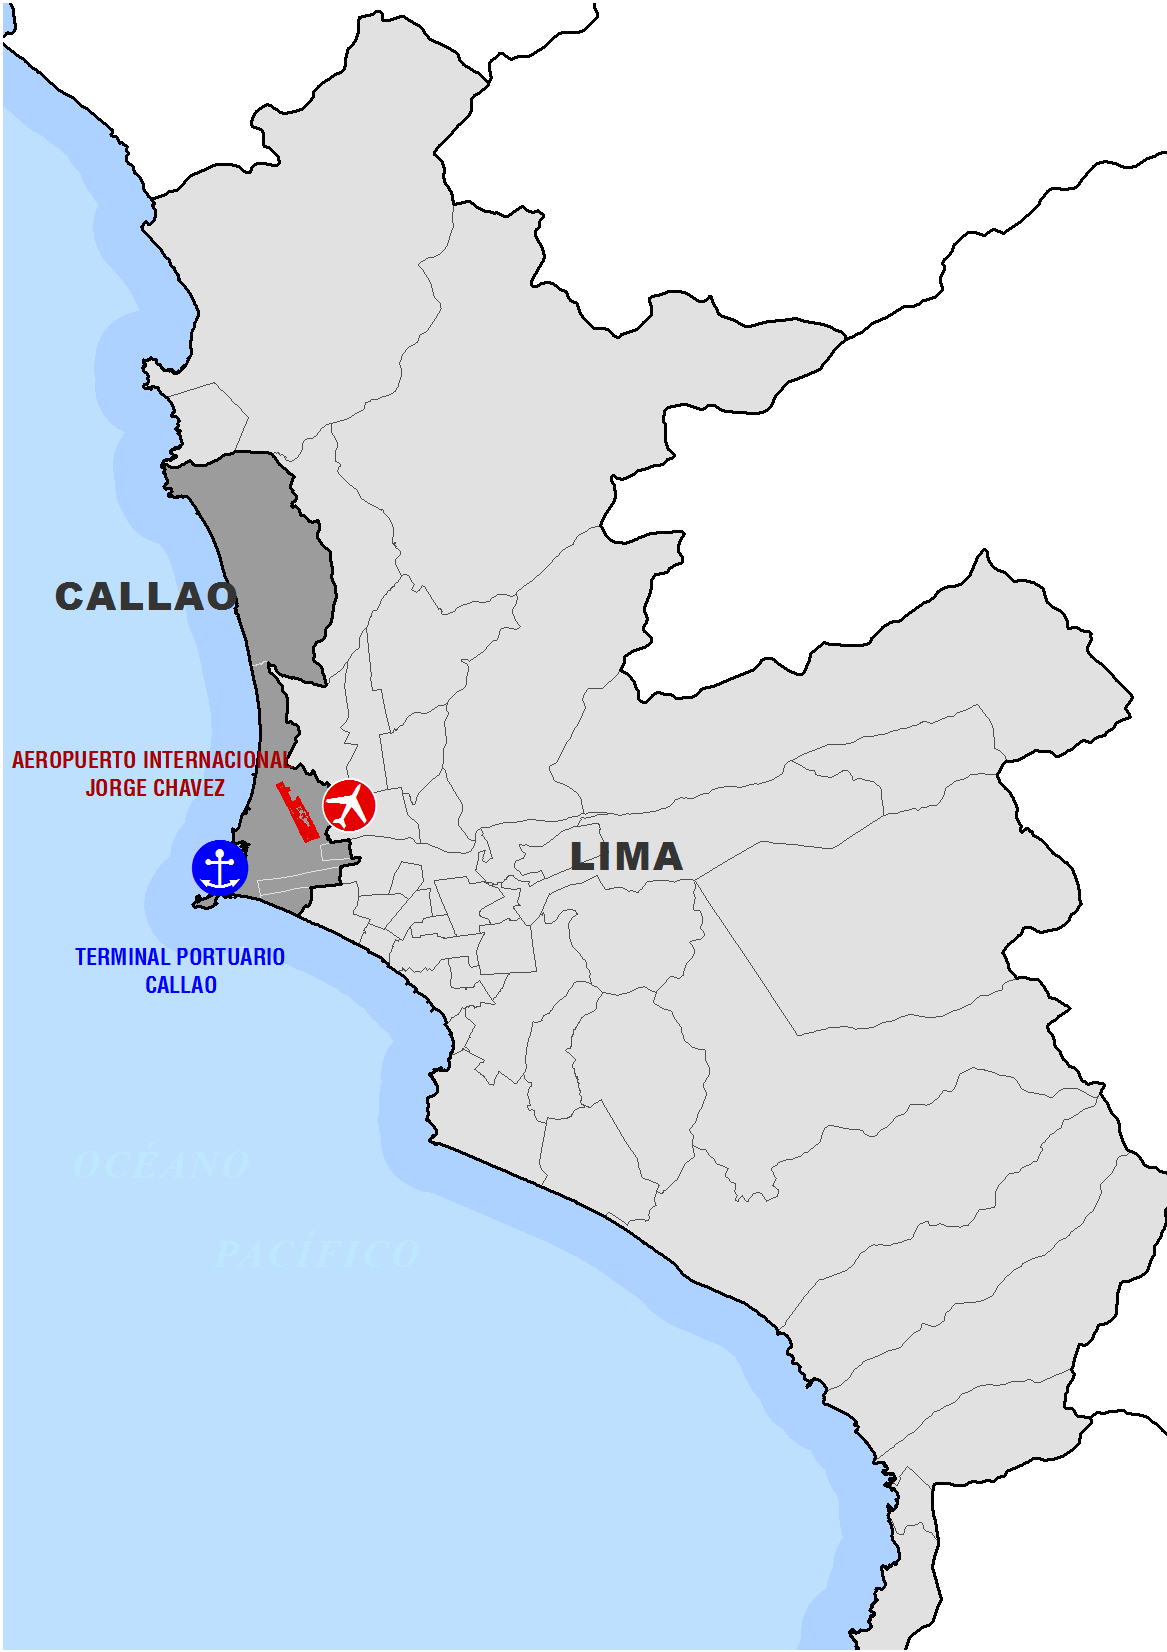 CALLAO
AEROPUERTO INTERNACIONAL
JORGE CHAVEZ
LIMA
TERMINAL PORTUARIO
CALLAO
OCÉANO
PACÍFICO